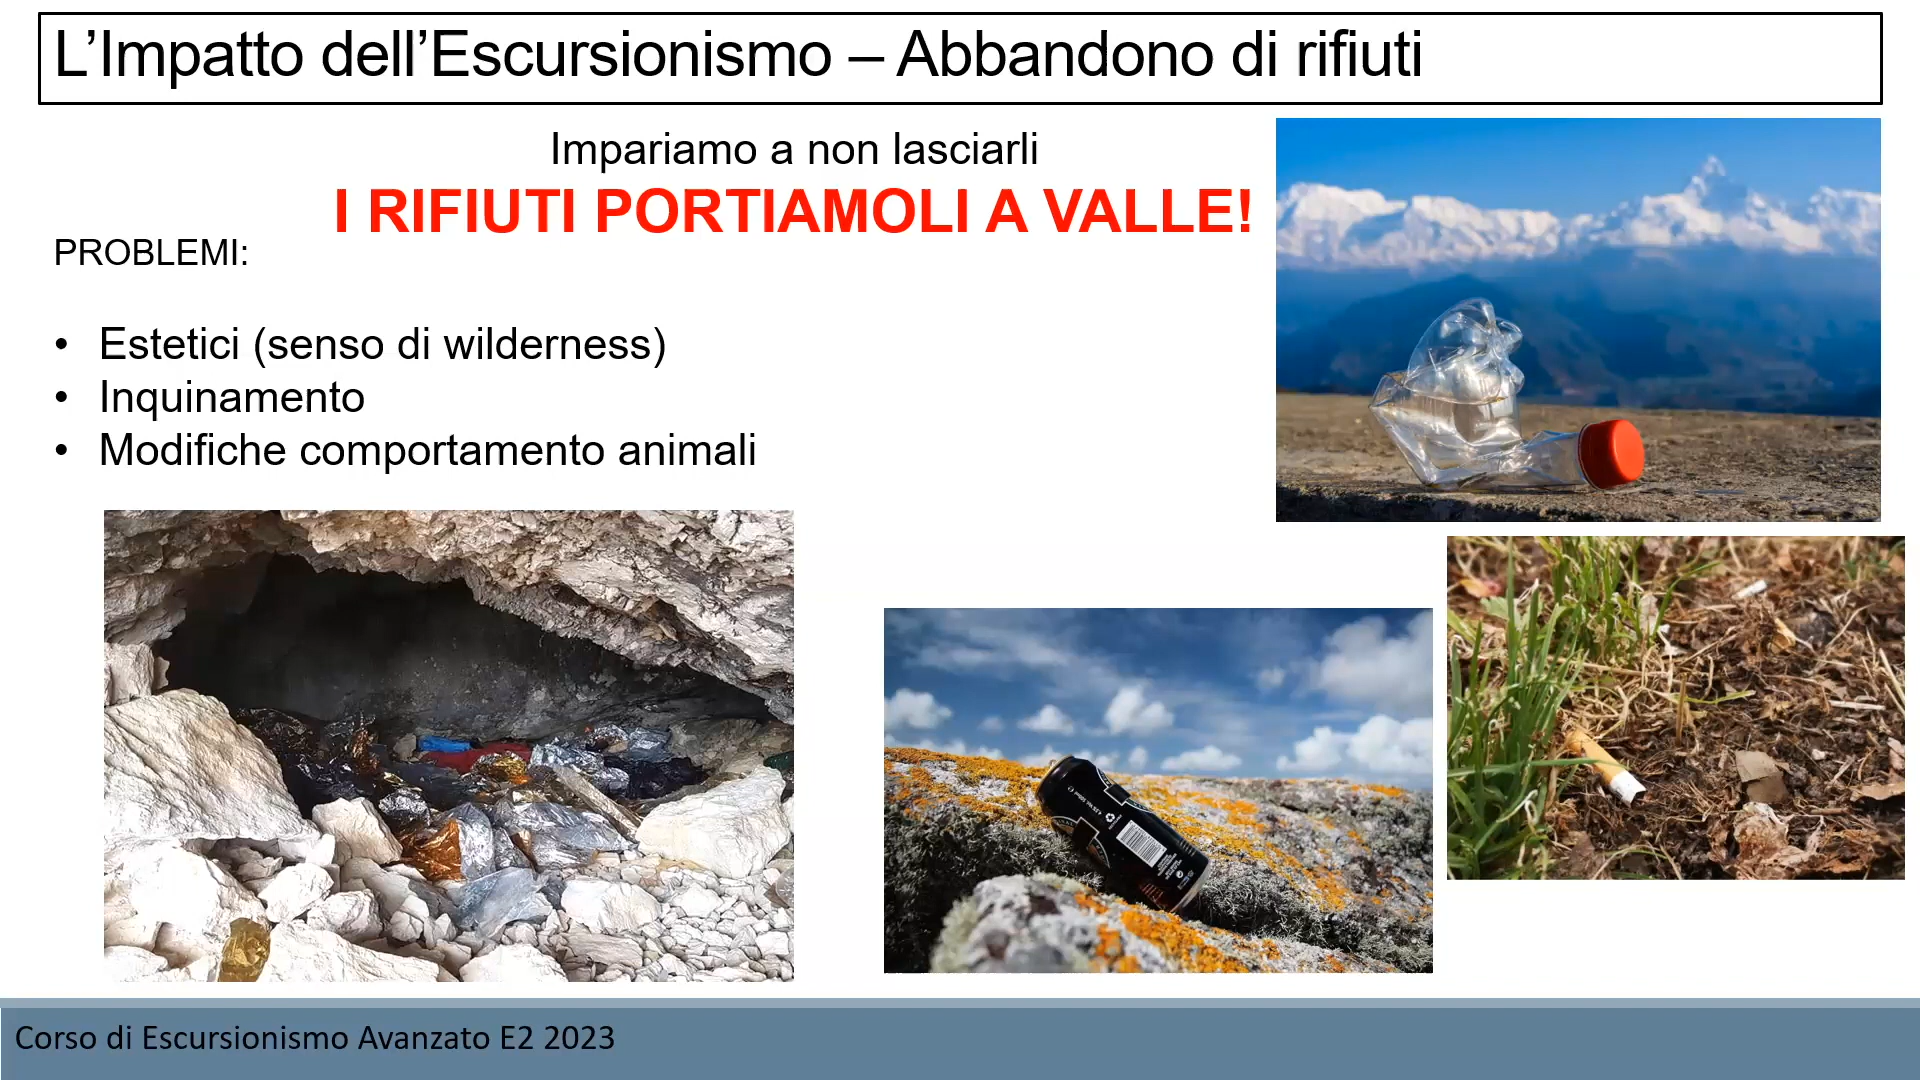 L’Impatto dell’Escursionismo – Abbandono di rifiuti
Impariamo a non lasciarli
I RIFIUTI PORTIAMOLI A VALLE!
PROBLEMI:
• Estetici (senso di wilderness)
• Inquinamento
• Modifiche comportamento animali
Corso di Escursionismo Avanzato E2 2023